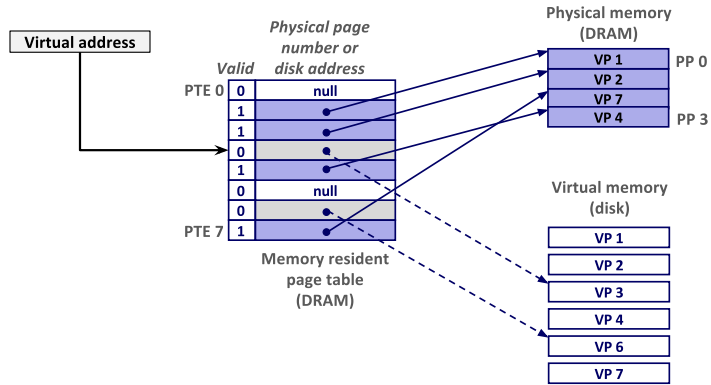 Virtual address
Physical page
number or
disk address
Valid
PTE 0
0
null
1
1
0
1
0
null
0
PTE 7
1
Memory resident
page table
(DRAM)
Physical memory
(DRAM)
VP 1
PP 0
VP 2
VP 7
VP 4
PP 3
Virtual memory
(disk)
VP 1
VP 2
VP 3
VP 4
VP 6
VP 7